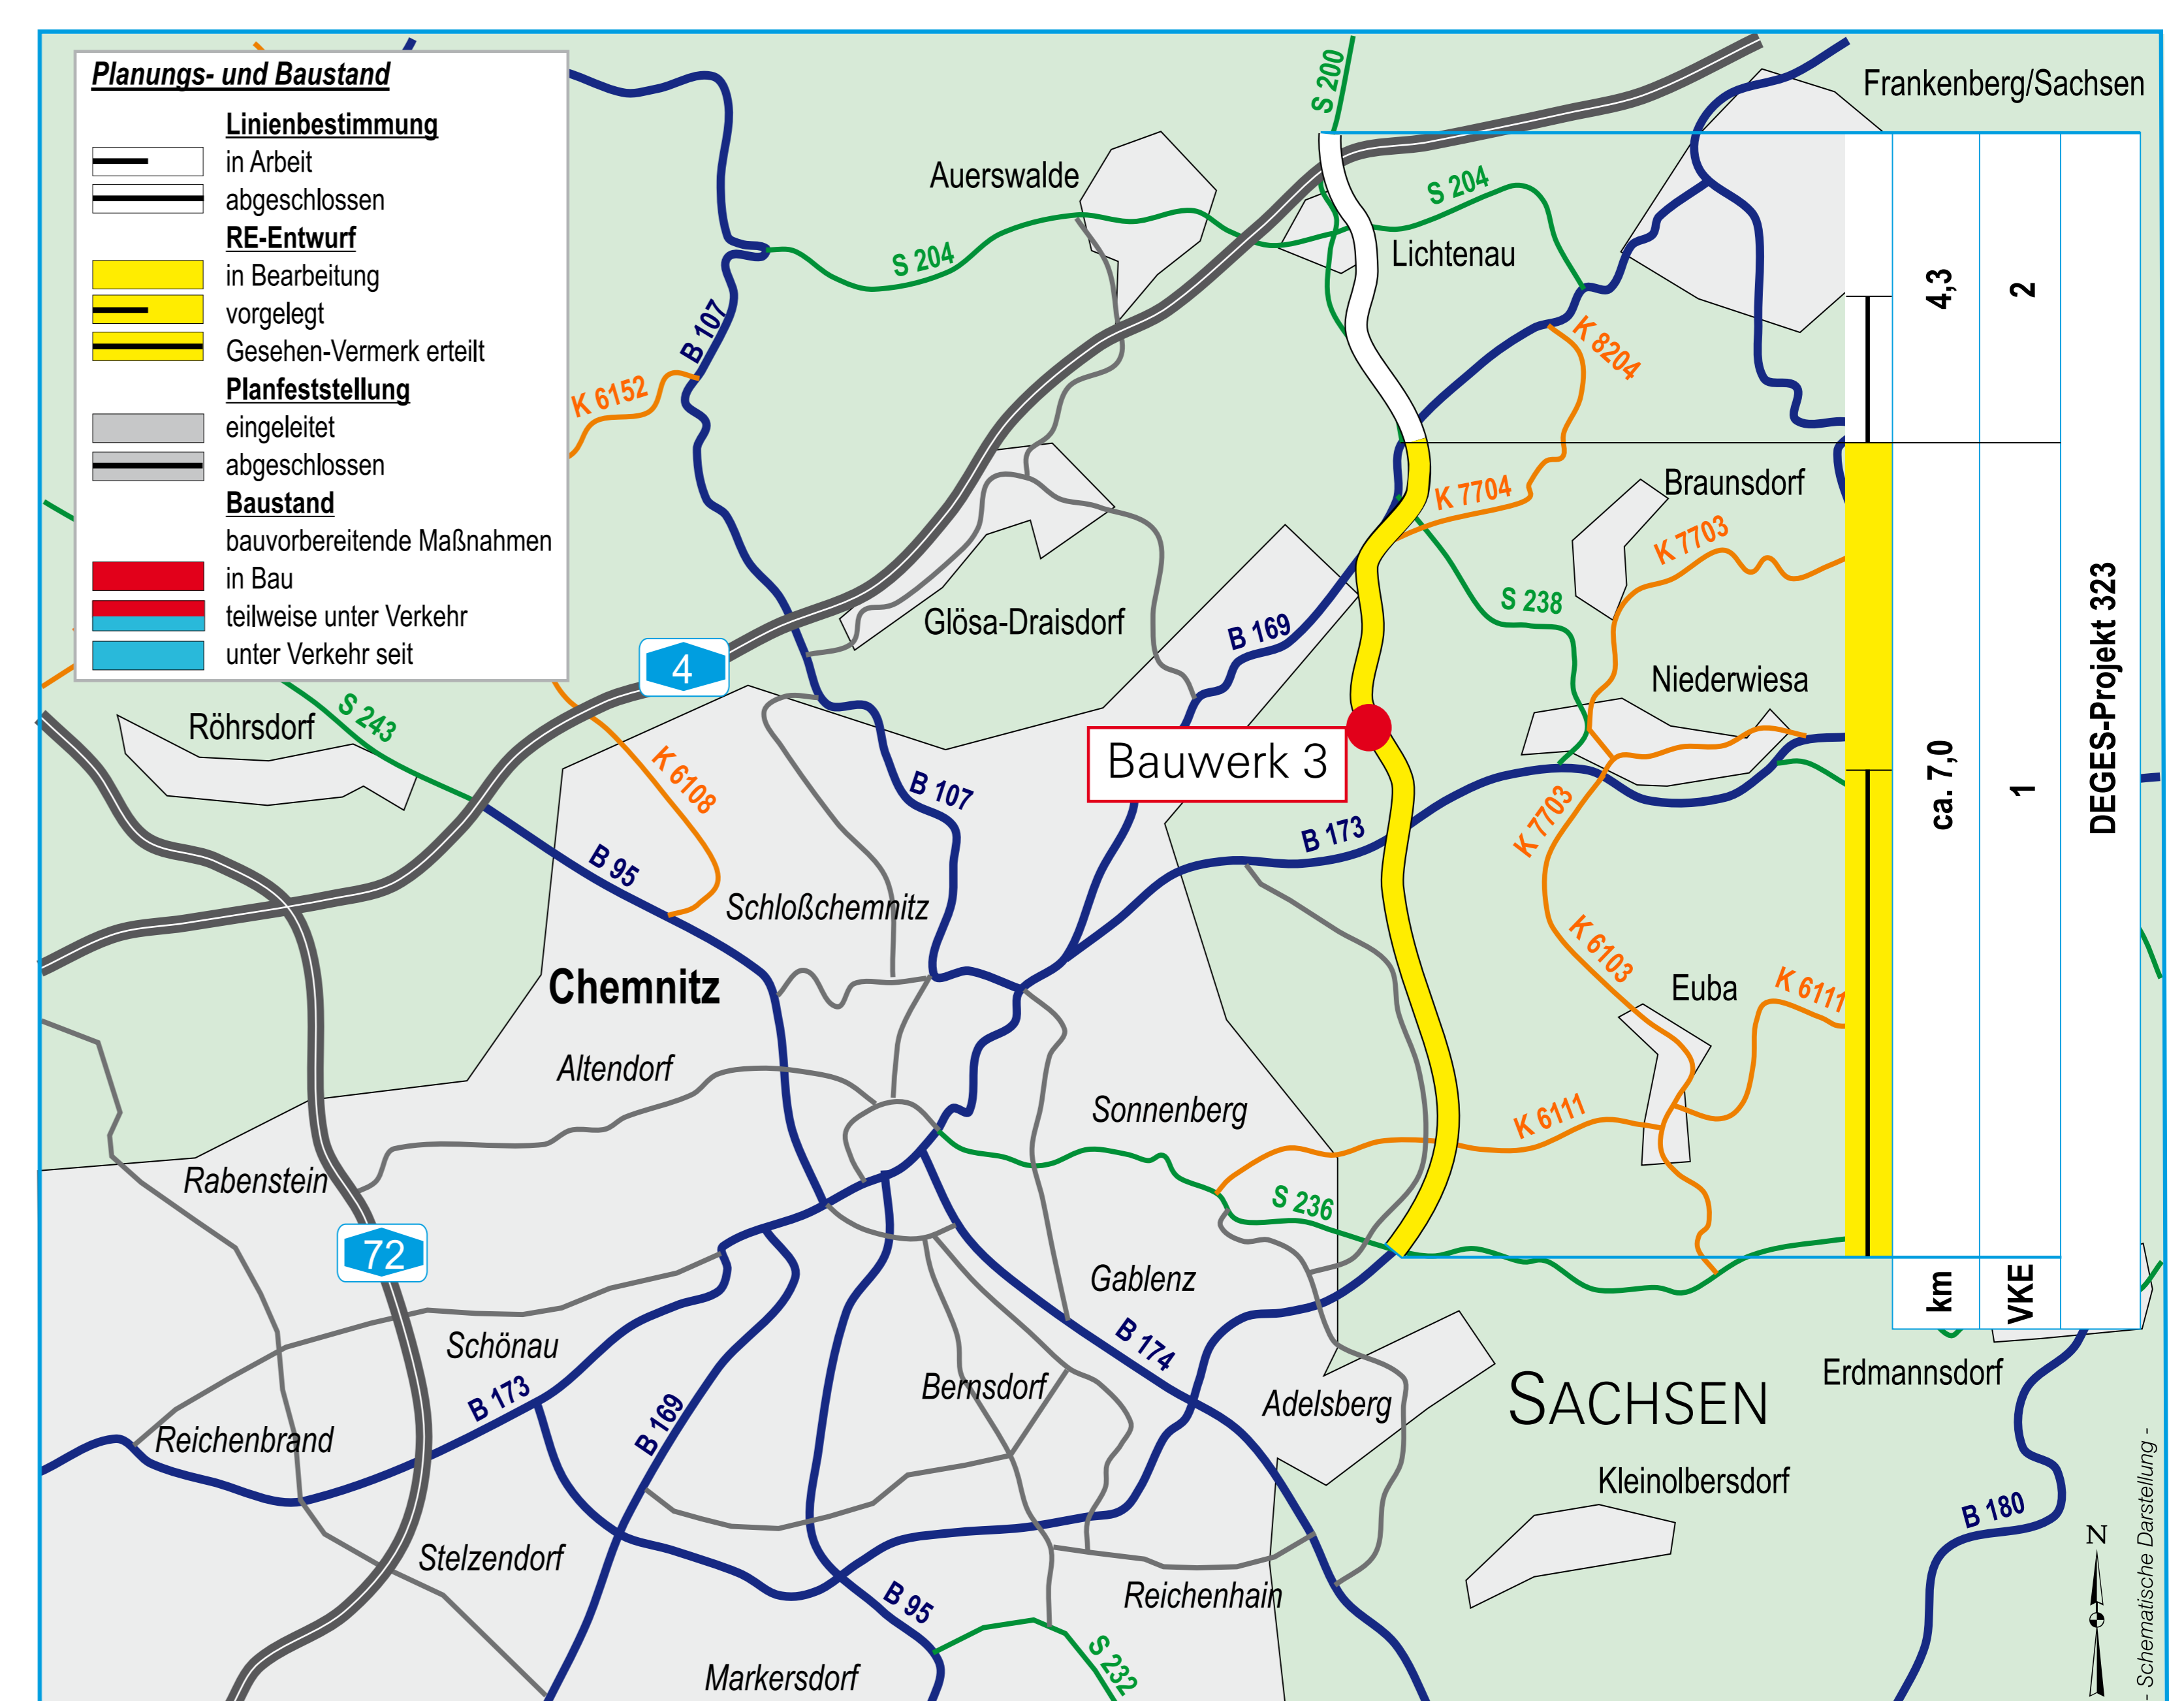 Planungs- und Baustand
Linienbestimmung
in Arbeit
abgeschlossen
RE-Entwurf
in Bearbeitung
vorgelegt
Gesehen-Vermerk erteilt
Planfeststellung
eingeleitet
abgeschlossen
Baustand
bauvorbereitende Maßnahmen
in Bau
teilweise unter Verkehr
unter Verkehr seit
S 200
Frankenberg/Sachsen
Auerswalde
S 204
S 204
Lichtenau
B 107
K 6152
K 8204
4,3
2
K 7704
Braunsdorf
K 7703
S 238
Glösa-Draisdorf
B 169
4
Niederwiesa
Röhrsdorf
S 243
K 6108
B 107
Bauwerk 3
B 173
K 7703
ca. 7,0
1
DEGES-Projekt 323
B 95
Schloßchemnitz
Chemnitz
K 6103
Euba
K 6111
Altendorf
Sonnenberg
K 6111
Rabenstein
S 236
72
Gablenz
km
VKE
Schönau
B 174
B 173
B 169
Bernsdorf
Adelsberg
SACHSEN
Erdmannsdorf
Reichenbrand
Kleinolbersdorf
B 180
Stelzendorf
N
B 95
Reichenhain
S 232
Markersdorf
- Schematische Darstellung -